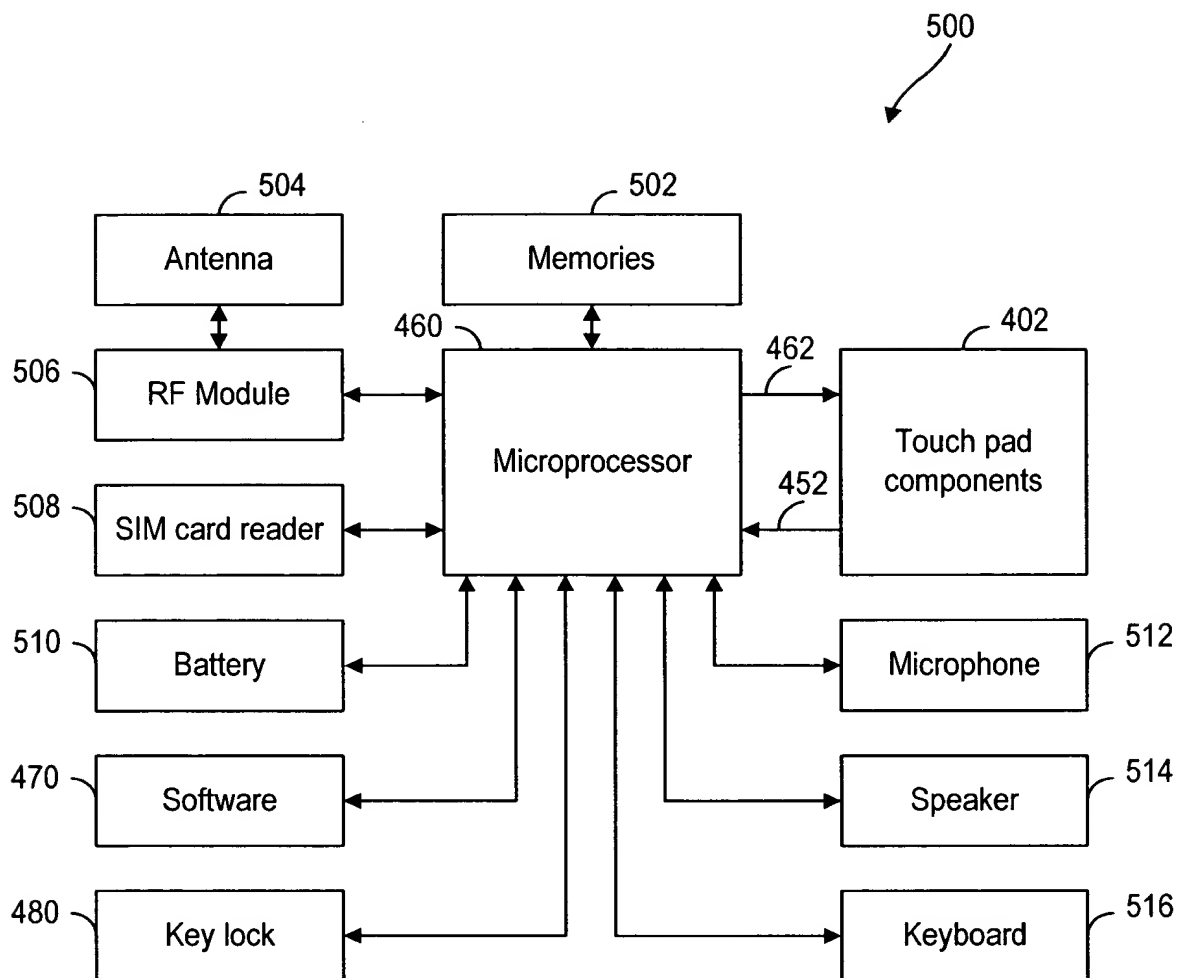 500
504
502
Antenna
Memories
460
402
462
506
RF Module
Microprocessor
Touch pad
components
452
508
SIM card reader
510
Battery
512
Microphone
470
Software
514
Speaker
480
Key lock
516
Keyboard